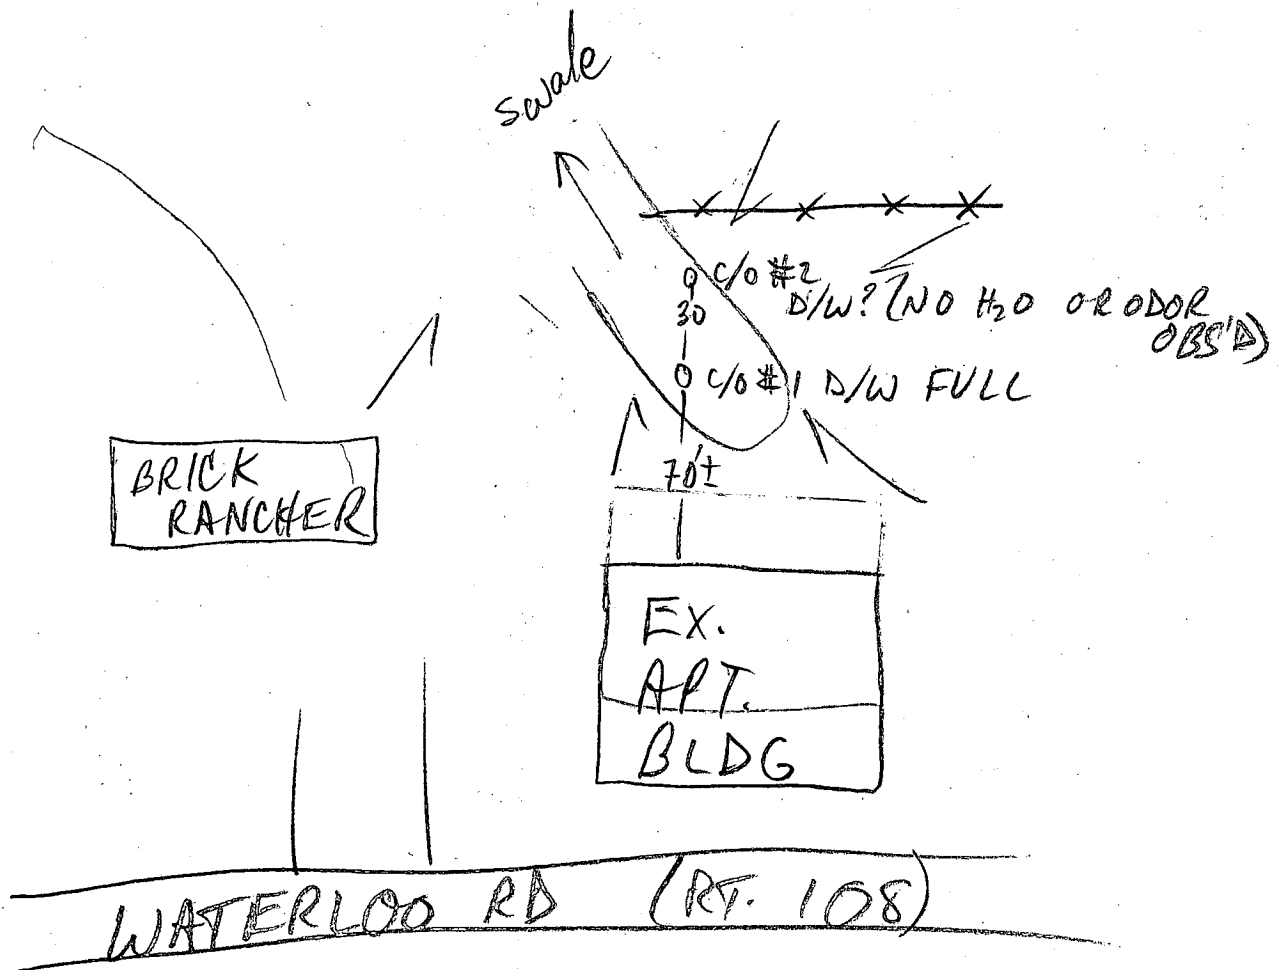 swale
C/O #2
30
D/W? (NO H2O OR ODOR
OBS'D)
C/O #1 D/W FULL
70'±
BRICK
RANCHER
EX.
APT.
BLDG
WATERLOO RD (RT. 108)